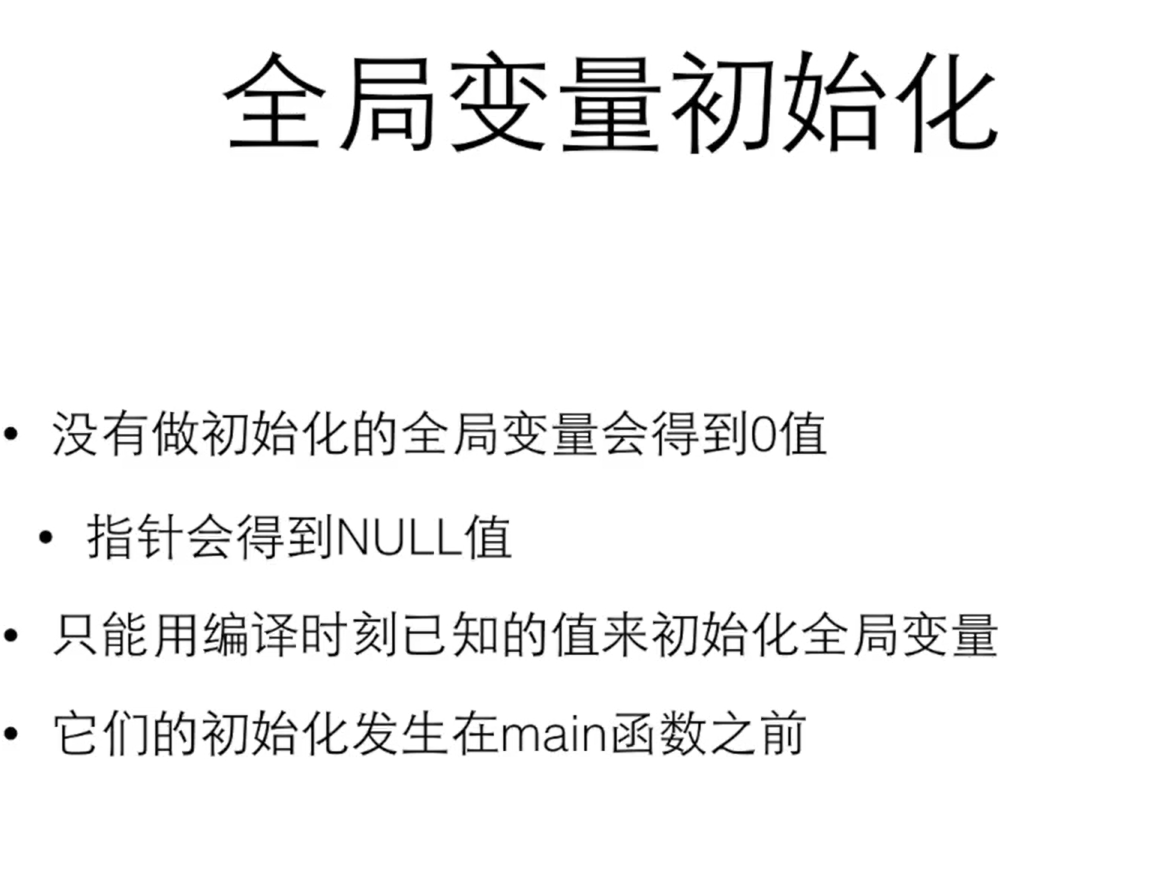 全局变量初始化
• 没有做初始化的全局变量会得到0值
• 指针会得到NULL值
• 只能用编译时刻已知的值来初始化全局变量
• 它们的初始化发生在main函数之前